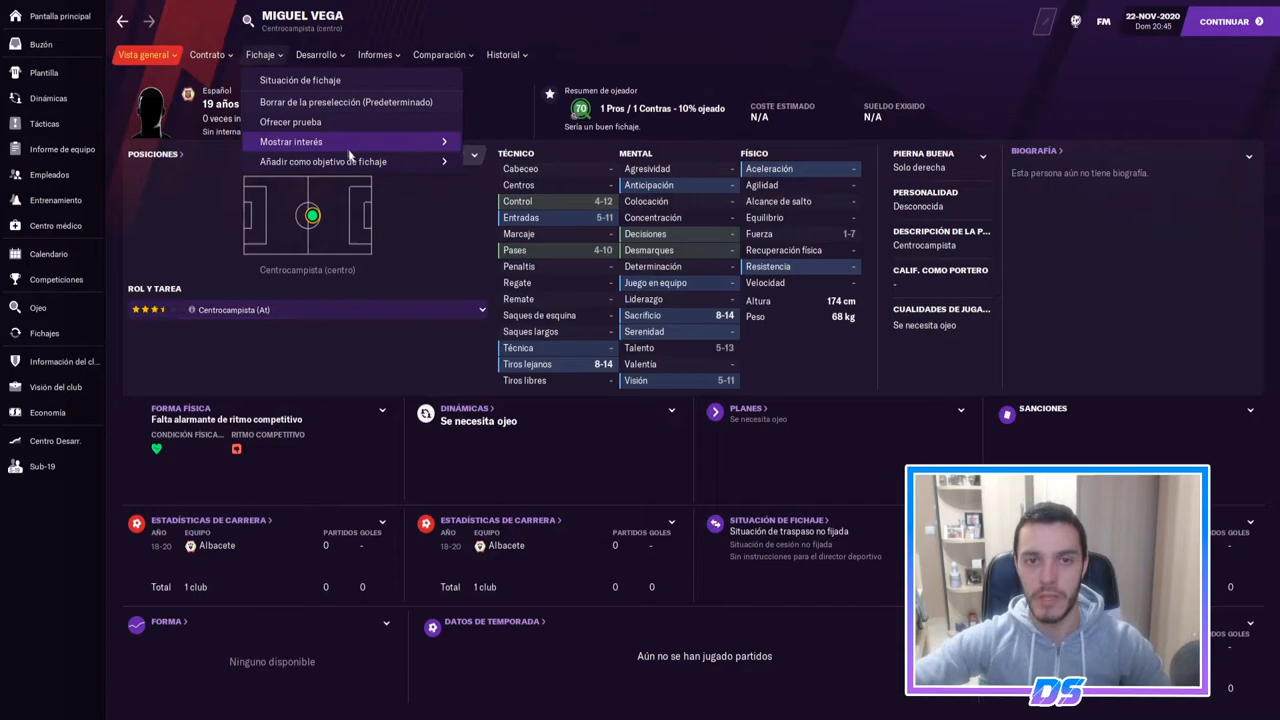 Pantalla principal
Buzón
Plantilla
Dinámicas
Tácticas
Informe de equipo
Empleados
Entrenamiento
Centro médico
Calendario
Competiciones
Ojeo
Fichajes
Información del cl...
Visión del club
Economía
Centro Desarr.
Sub-19
MIGUEL VEGA
Centrocampista (centro)
FM
22-NOV-2020
Dom 20:45
CONTINUAR
Vista general
Contrato
Fichaje
Desarrollo
Informes
Comparación
Historial
Situación de fichaje
Borrar de la preselección (Predeterminado)
Ofrecer prueba
Mostrar interés
Añadir como objetivo de fichaje
Español
19 años
0 veces in
Sin interna
Resumen de ojeador
70
1 Pros / 1 Contras - 10% ojeado
Sería un buen fichaje.
COSTE ESTIMADO
N/A
SUELDO EXIGIDO
N/A
POSICIONES
Centrocampista (centro)
ROL Y TAREA
Centrocampista (At)
TÉCNICO
Cabeceo -
Centros -
Control 4-12
Entradas 5-11
Marcaje -
Pases 4-10
Penaltis -
Regate -
Remate -
Saques de esquina -
Saques largos -
Técnica -
Tiros lejanos 8-14
Tiros libres -
MENTAL
Agresividad -
Anticipación -
Colocación -
Concentración -
Decisiones -
Desmarques -
Determinación -
Juego en equipo -
Liderazgo -
Sacrificio 8-14
Serenidad -
Talento 5-13
Valentía -
Visión 5-11
FÍSICO
Aceleración -
Agilidad -
Alcance de salto -
Equilibrio -
Fuerza 1-7
Recuperación física -
Resistencia -
Velocidad -
Altura 174 cm
Peso 68 kg
PIERNA BUENA
Solo derecha
PERSONALIDAD
Desconocida
DESCRIPCIÓN DE LA P...
Centrocampista
CALIF. COMO PORTERO
-
CUALIDADES DE JUGA...
Se necesita ojeo
BIOGRAFÍA
Esta persona aún no tiene biografía.
FORMA FÍSICA
Falta alarmante de ritmo competitivo
CONDICIÓN FÍSICA...
RITMO COMPETITIVO
DINÁMICAS
Se necesita ojeo
PLANES
Se necesita ojeo
SANCIONES
ESTADÍSTICAS DE CARRERA
AÑO EQUIPO PARTIDOS GOLES
18-20 Albacete 0 -
Total 1 club 0 0
ESTADÍSTICAS DE CARRERA
AÑO EQUIPO PARTIDOS GOLES
18-20 Albacete 0 -
Total 1 club 0 0
SITUACIÓN DE FICHAJE
Situación de traspaso no fijada
Situación de cesión no fijada
Sin instrucciones para el director deportivo
PARTIDOS GOLES
0 -
0 0
FORMA
Ninguno disponible
DATOS DE TEMPORADA
Aún no se han jugado partidos
DOS GOLES
0 -
0
DS